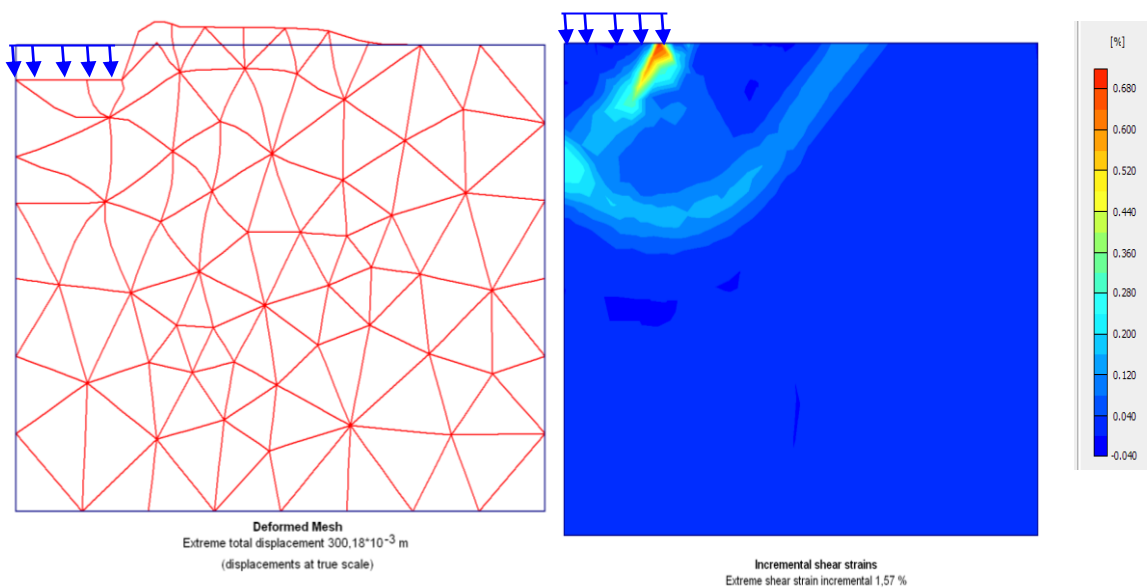 Deformed Mesh
Extreme total displacement 300,18*10⁻³ m
(displacements at true scale)
Incremental shear strains
Extreme shear strain incremental 1,57 %
[%]
0.680
0.600
0.520
0.440
0.360
0.280
0.200
0.120
0.040
-0.040